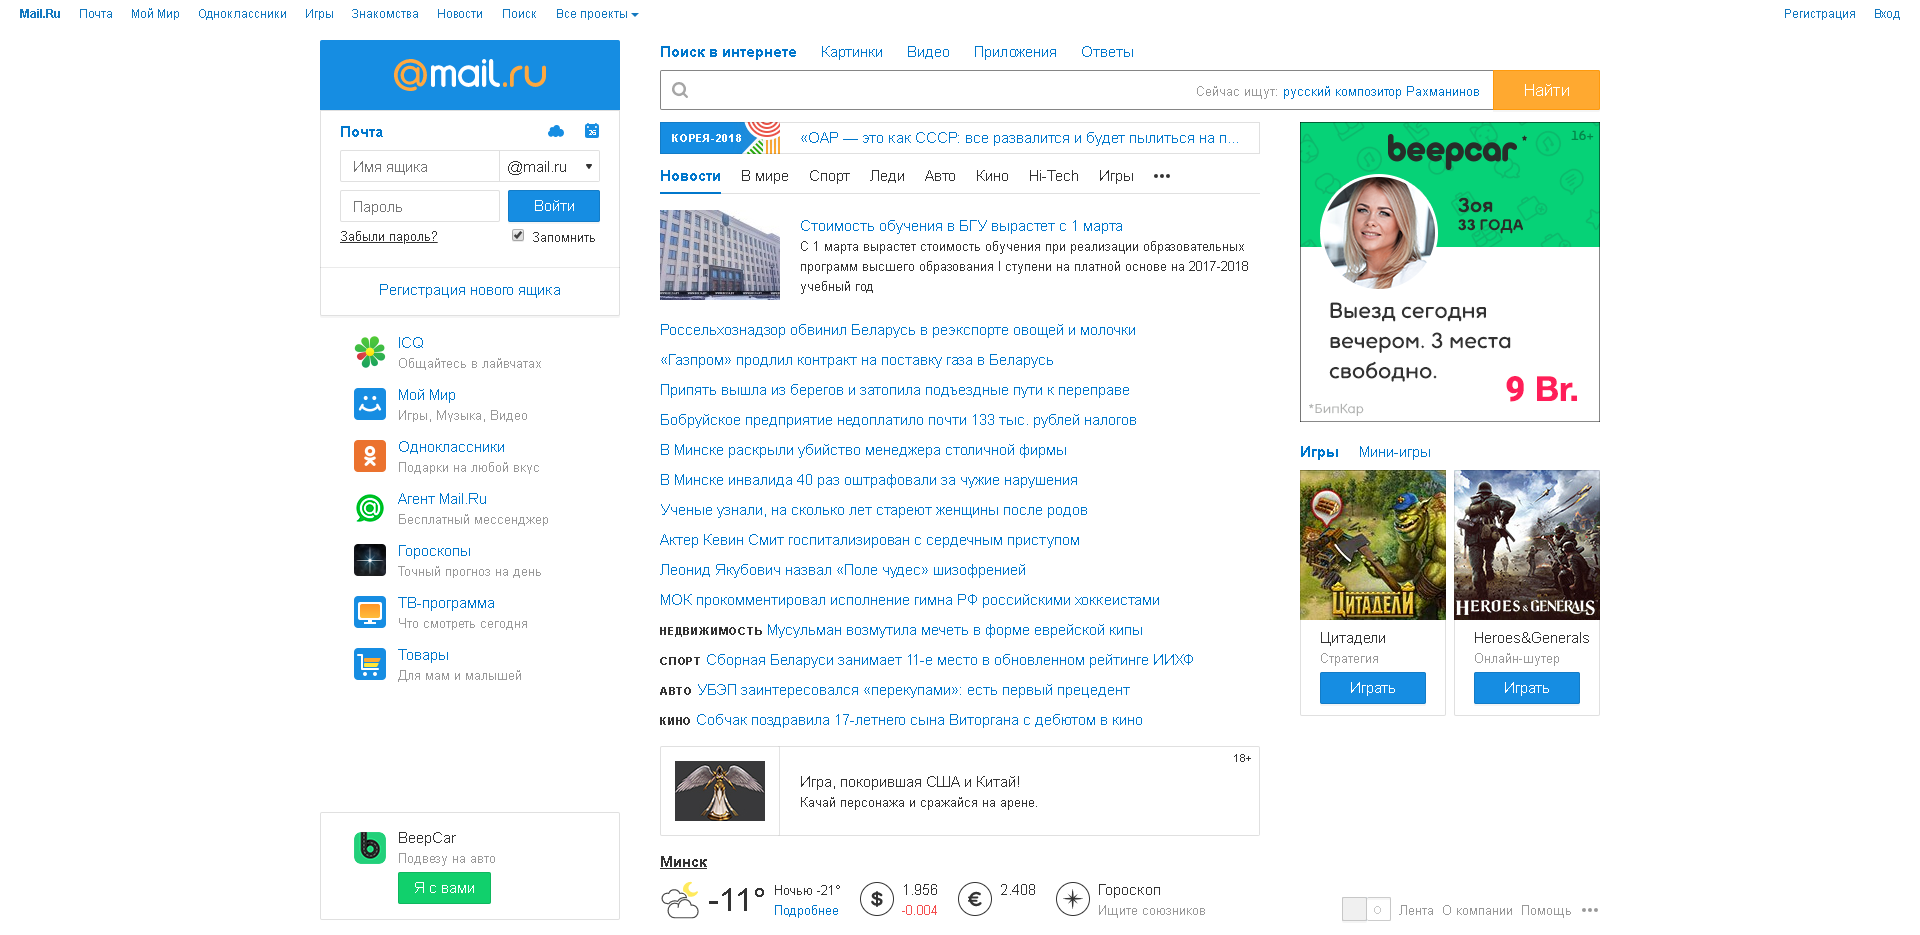 Mail.Ru Почта Мой Мир Одноклассники Игры Знакомства Новости Поиск Все проекты Регистрация Вход
@mail.ru
Почта
26
Имя ящика @mail.ru
Пароль Войти
Забыли пароль? Запомнить
Регистрация нового ящика
ICQ
Общайтесь в лайвчатах
Мой Мир
Игры, Музыка, Видео
Одноклассники
Подарки на любой вкус
Агент Mail.Ru
Бесплатный мессенджер
Гороскопы
Точный прогноз на день
ТВ-программа
Что смотреть сегодня
Товары
Для мам и малышей
BeepCar
Подвезу на авто
Я с вами
Поиск в интернете Картинки Видео Приложения Ответы
Сейчас ищут: русский композитор Рахманинов Найти
КОРЕЯ-2018 «ОАР — это как СССР: все развалится и будет пылиться на п...
Новости В мире Спорт Леди Авто Кино Hi-Tech Игры •••
Стоимость обучения в БГУ вырастет с 1 марта
С 1 марта вырастет стоимость обучения при реализации образовательных
программ высшего образования I ступени на платной основе на 2017-2018
учебный год
Россельхознадзор обвинил Беларусь в реэкспорте овощей и молочки
«Газпром» продлил контракт на поставку газа в Беларусь
Припять вышла из берегов и затопила подъездные пути к переправе
Бобруйское предприятие недоплатило почти 133 тыс. рублей налогов
В Минске раскрыли убийство менеджера столичной фирмы
В Минске инвалида 40 раз оштрафовали за чужие нарушения
Ученые узнали, на сколько лет стареют женщины после родов
Актер Кевин Смит госпитализирован с сердечным приступом
Леонид Якубович назвал «Поле чудес» шизофренией
МОК прокомментировал исполнение гимна РФ российскими хоккеистами
НЕДВИЖИМОСТЬ Мусульман возмутила мечеть в форме еврейской кипы
СПОРТ Сборная Беларуси занимает 11-е место в обновленном рейтинге ИИХФ
АВТО УБЭП заинтересовался «перекупами»: есть первый прецедент
КИНО Собчак поздравила 17-летнего сына Виторгана с дебютом в кино
18+
Игра, покорившая США и Китай!
Качай персонажа и сражайся на арене.
Минск
-11° Ночью -21° $ 1.956 € 2.408 Гороскоп
Подробнее -0.004 Ищите союзников
16+
beepcar*
Зоя
33 ГОДА
Выезд сегодня
вечером. 3 места
свободно.
9 Br.
*БипКар
Игры Мини-игры
ЦИТАДЕЛИ HEROES & GENERALS
Цитадели Heroes&Generals
Стратегия Онлайн-шутер
Играть Играть
Лента О компании Помощь •••